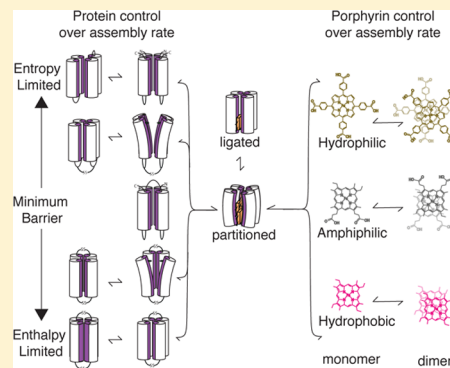 Protein control
over assembly rate
Porphyrin control
over assembly rate
Entropy
Limited
Minimum
Barrier
Enthalpy
Limited
ligated
partitioned
Hydrophilic
Amphiphilic
Hydrophobic
monomer
dimer